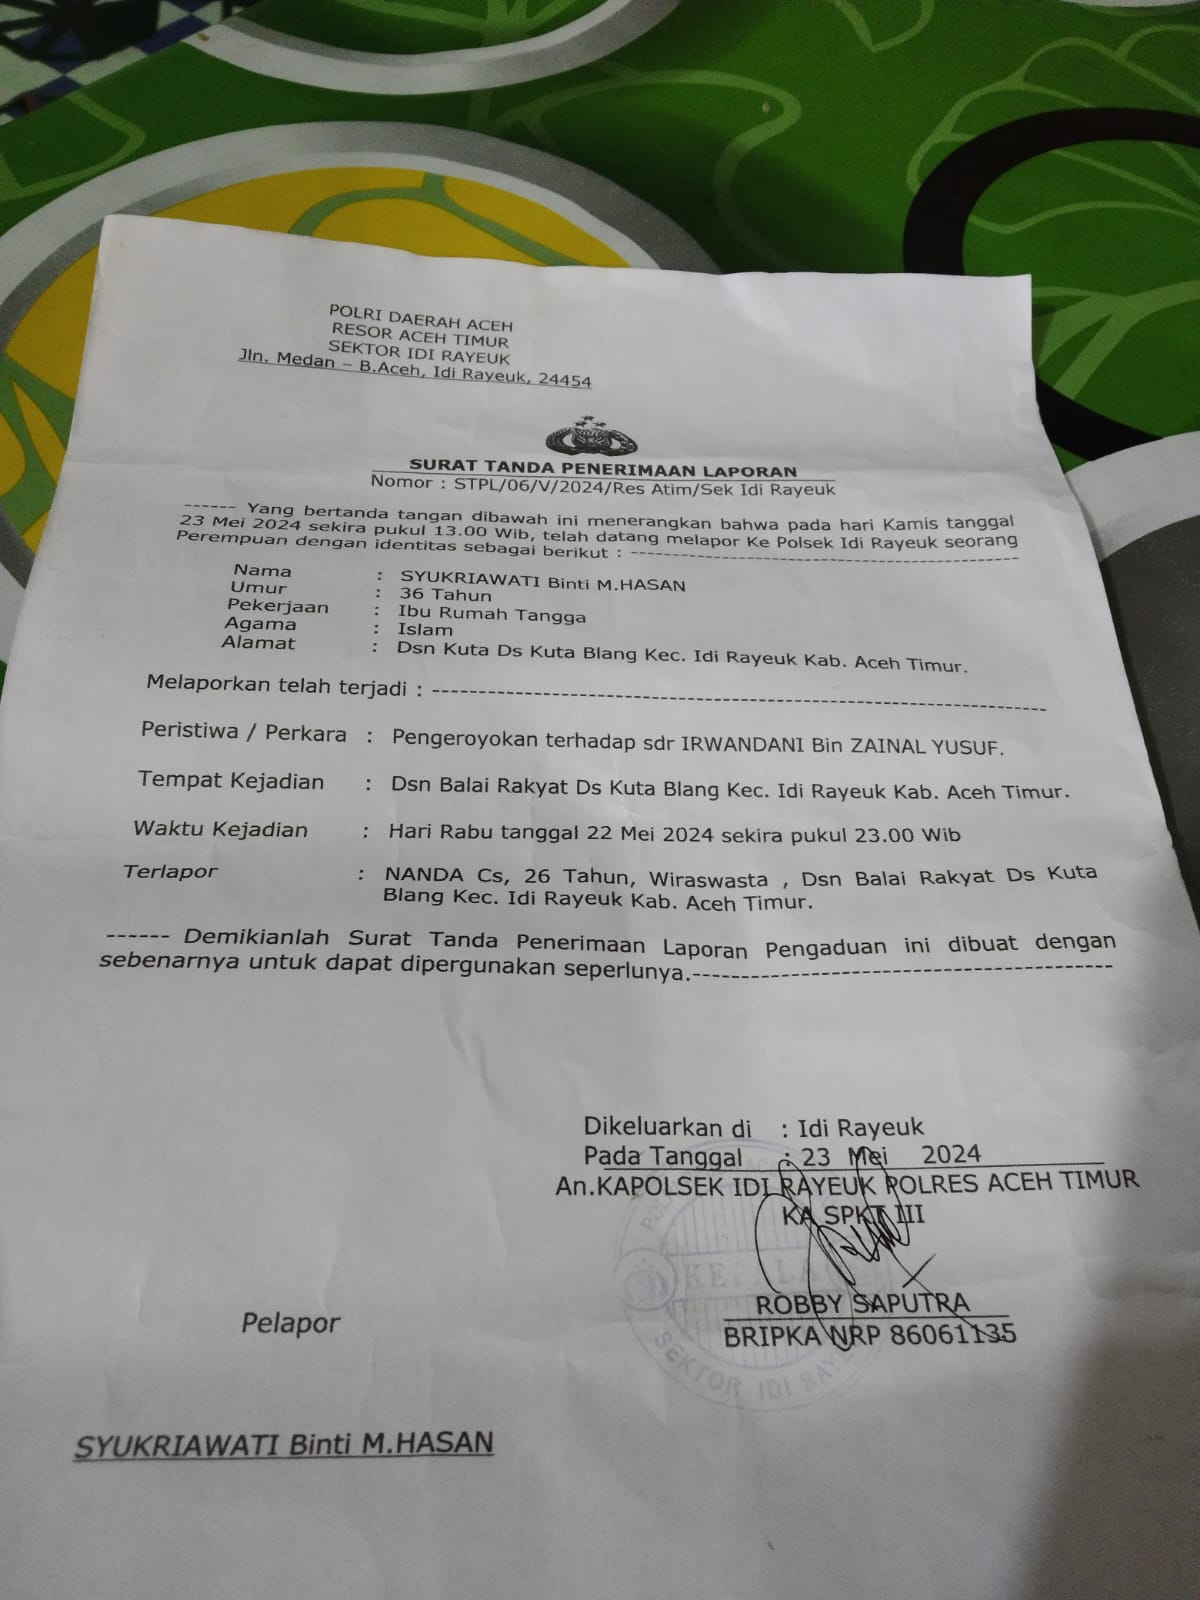 POLRI DAERAH ACEH
RESOR ACEH TIMUR
SEKTOR IDI RAYEUK
Jln. Medan – B.Aceh, Idi Rayeuk, 24454
SURAT TANDA PENERIMAAN LAPORAN
Nomor : STPL/06/V/2024/Res Atim/Sek Idi Rayeuk
------ Yang bertanda tangan dibawah ini menerangkan bahwa pada hari Kamis tanggal
23 Mei 2024 sekira pukul 13.00 Wib, telah datang melapor Ke Polsek Idi Rayeuk seorang
Perempuan dengan identitas sebagai berikut : ------------------------------------------
Nama : SYUKRIAWATI Binti M.HASAN
Umur : 36 Tahun
Pekerjaan : Ibu Rumah Tangga
Agama : Islam
Alamat : Dsn Kuta Ds Kuta Blang Kec. Idi Rayeuk Kab. Aceh Timur.
Melaporkan telah terjadi : ------------------------------------------------------------------
Peristiwa / Perkara : Pengeroyokan terhadap sdr IRWANDANI Bin ZAINAL YUSUF.
Tempat Kejadian : Dsn Balai Rakyat Ds Kuta Blang Kec. Idi Rayeuk Kab. Aceh Timur.
Waktu Kejadian : Hari Rabu tanggal 22 Mei 2024 sekira pukul 23.00 Wib
Terlapor : NANDA Cs, 26 Tahun, Wiraswasta , Dsn Balai Rakyat Ds Kuta
Blang Kec. Idi Rayeuk Kab. Aceh Timur.
------ Demikianlah Surat Tanda Penerimaan Laporan Pengaduan ini dibuat dengan
sebenarnya untuk dapat dipergunakan seperlunya.------------------------------------------
Dikeluarkan di : Idi Rayeuk
Pada Tanggal : 23 Mei 2024
An.KAPOLSEK IDI RAYEUK POLRES ACEH TIMUR
KA SPKT III
KEPALA
SEKTOR IDI
ROBBY SAPUTRA
BRIPKA NRP 86061135
Pelapor
SYUKRIAWATI Binti M.HASAN